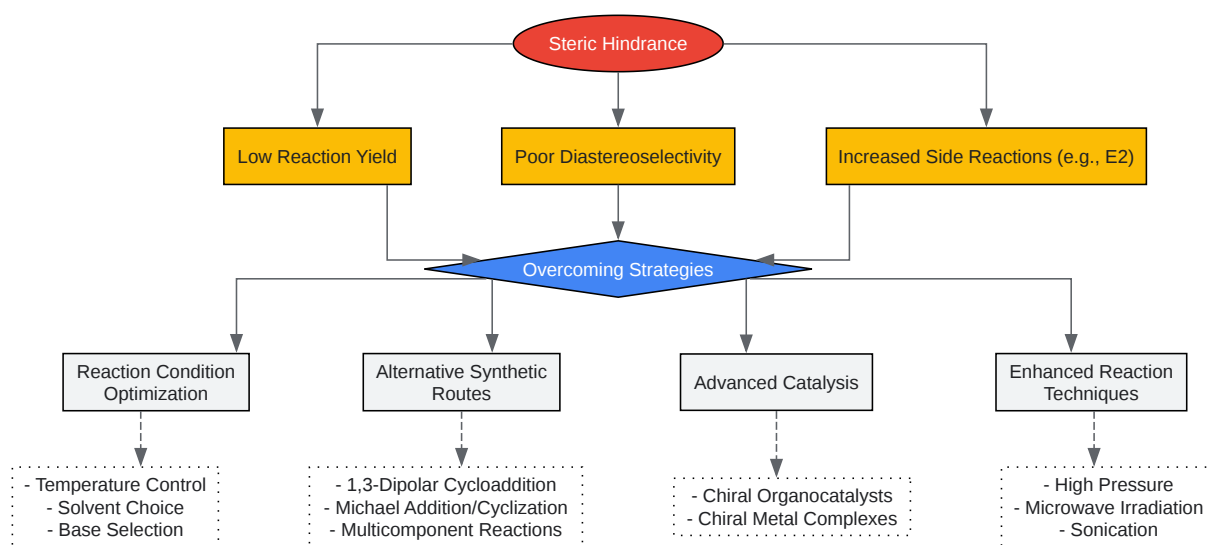 Steric Hindrance
Low Reaction Yield
Poor Diastereoselectivity
Increased Side Reactions (e.g., E2)
Overcoming Strategies
Reaction Condition
Optimization
Alternative Synthetic
Routes
Advanced Catalysis
Enhanced Reaction
Techniques
- Temperature Control
- Solvent Choice
- Base Selection
- 1,3-Dipolar Cycloaddition
- Michael Addition/Cyclization
- Multicomponent Reactions
- Chiral Organocatalysts
- Chiral Metal Complexes
- High Pressure
- Microwave Irradiation
- Sonication